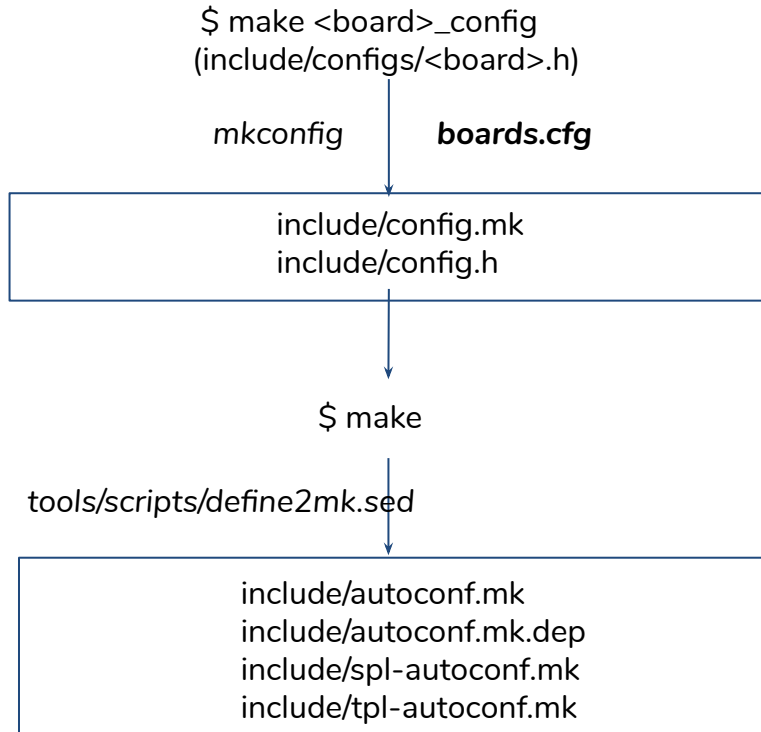 $ make <board>_config
(include/configs/<board>.h)
mkconfig boards.cfg
include/config.mk
include/config.h
$ make
tools/scripts/define2mk.sed
include/autoconf.mk
include/autoconf.mk.dep
include/spl-autoconf.mk
include/tpl-autoconf.mk